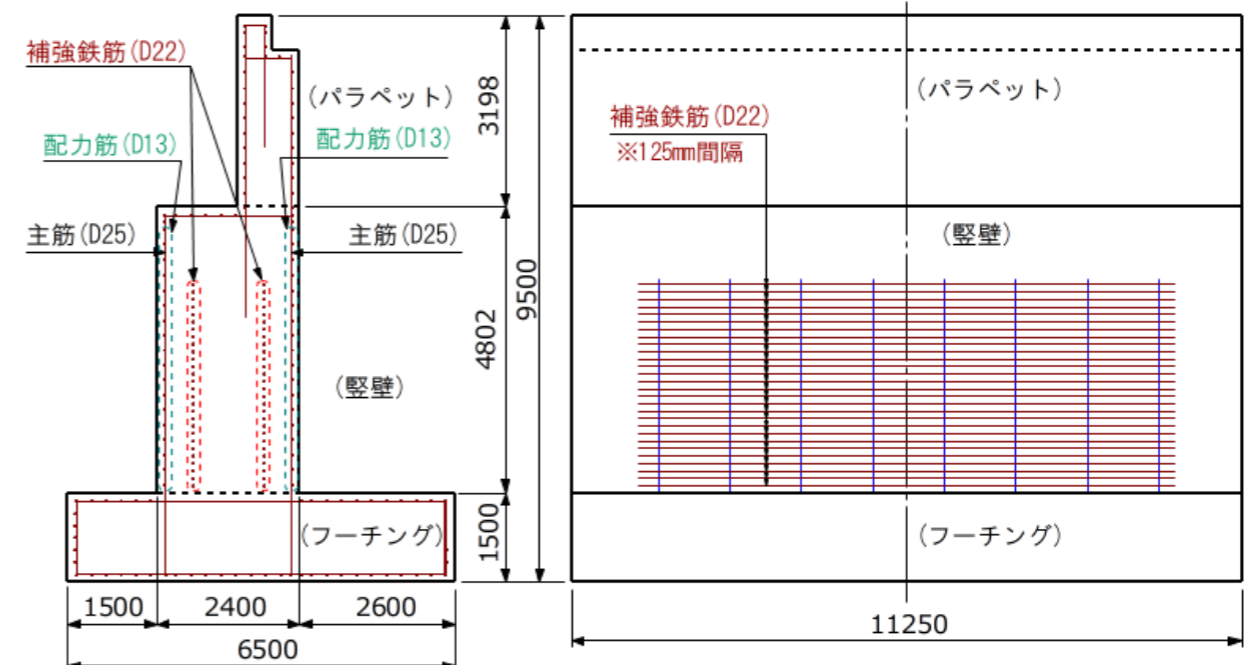 補強鉄筋(D22)
(パラペット)
配力筋(D13)
配力筋(D13)
主筋(D25)
主筋(D25)
(竪壁)
(フーチング)
3198
4802
1500
9500
1500
2400
2600
6500
(パラペット)
補強鉄筋(D22)
※125mm間隔
(竪壁)
(フーチング)
11250